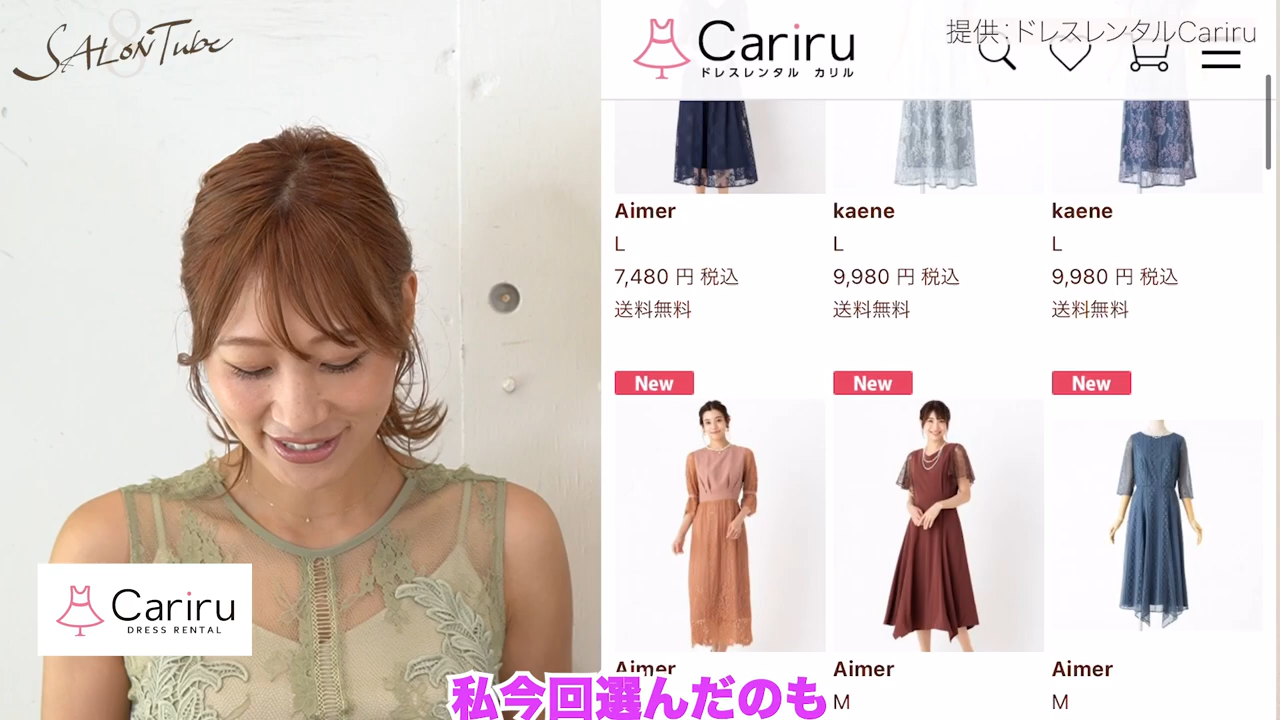 SALON Tube
8
Cariru
ドレスレンタル カリル
提供:ドレスレンタルCariru
Aimer
L
7,480 円 税込
送料無料
kaene
L
9,980 円 税込
送料無料
kaene
L
9,980 円 税込
送料無料
New
New
New
Aimer
M
Aimer
M
Aimer
M
Cariru
DRESS RENTAL
私今回選んだのも